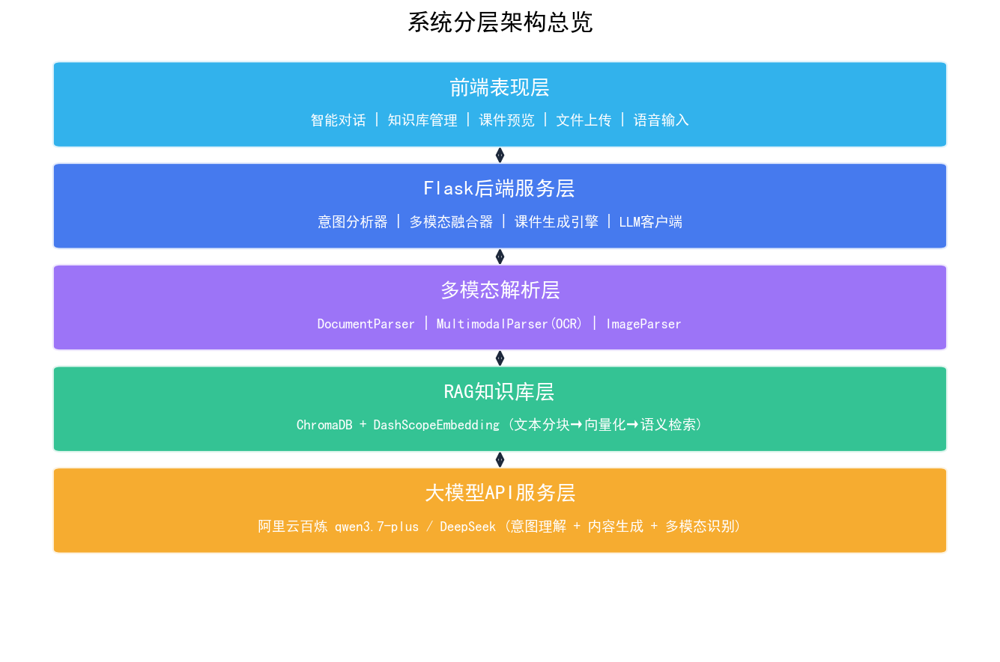 系统分层架构总览
前端表现层
智能对话 | 知识库管理 | 课件预览 | 文件上传 | 语音输入
Flask后端服务层
意图分析器 | 多模态融合器 | 课件生成引擎 | LLM客户端
多模态解析层
DocumentParser | MultimodalParser(OCR) | ImageParser
RAG知识库层
ChromaDB + DashScopeEmbedding (文本分块→向量化→语义检索)
大模型API服务层
阿里云百炼 qwen3.7-plus / DeepSeek (意图理解 + 内容生成 + 多模态识别)